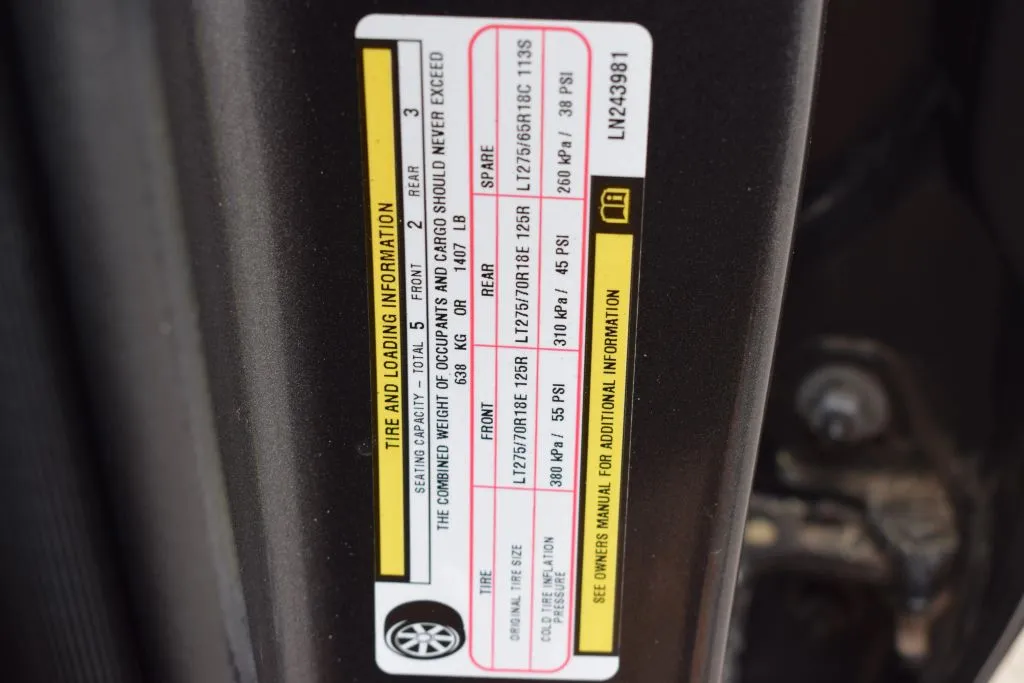 TIRE AND LOADING INFORMATION
SEATING CAPACITY – TOTAL 5 FRONT 2 REAR 3
THE COMBINED WEIGHT OF OCCUPANTS AND CARGO SHOULD NEVER EXCEED
638 KG OR 1407 LB
TIRE FRONT REAR SPARE
ORIGINAL TIRE SIZE LT275/70R18E 125R LT275/70R18E 125R LT275/65R18C 113S
COLD TIRE INFLATION
PRESSURE 380 kPa/ 55 PSI 310 kPa/ 45 PSI 260 kPa/ 38 PSI
SEE OWNERS MANUAL FOR ADDITIONAL INFORMATION
LN243981